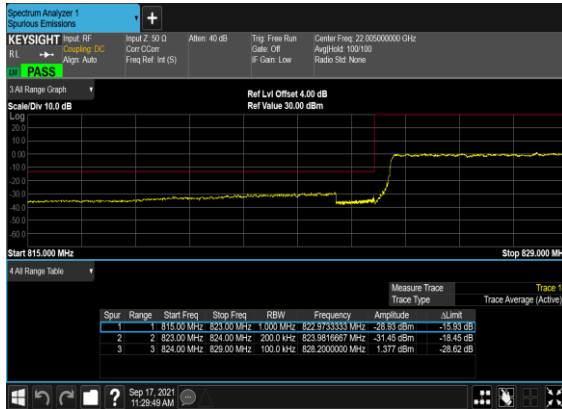 Spectrum Analyzer 1
Spurious Emissions
KEYSIGHT Input: RF Input Z: 50 Ω Atten: 40 dB Trig: Free Run Center Freq: 22.005000000 GHz
RL Coupling: DC Corr CCorr Gate: Off Avg|Hold: 100/100
Align: Auto Freq Ref: Int (S) IF Gain: Low Radio Std: None
PASS
3 All Range Graph
Ref Lvl Offset 4.00 dB
Scale/Div 10.0 dB Ref Value 30.00 dBm
Log
20.0
10.0
0.00
-10.0
-20.0
-30.0
-40.0
-50.0
-60.0
Start 815.000 MHz Stop 829.000 MH
4 All Range Table
Measure Trace Trace 1
Trace Type Trace Average (Active)
Spur Range Start Freq Stop Freq RBW Frequency Amplitude ΔLimit
1 1 815.00 MHz 823.00 MHz 1.000 MHz 822.9733333 MHz -28.93 dBm -15.93 dB
2 2 823.00 MHz 824.00 MHz 200.0 kHz 823.9816667 MHz -31.45 dBm -18.45 dB
3 3 824.00 MHz 829.00 MHz 100.0 kHz 828.2000000 MHz 1.377 dBm -28.62 dB
Sep 17, 2021
11:29:49 AM